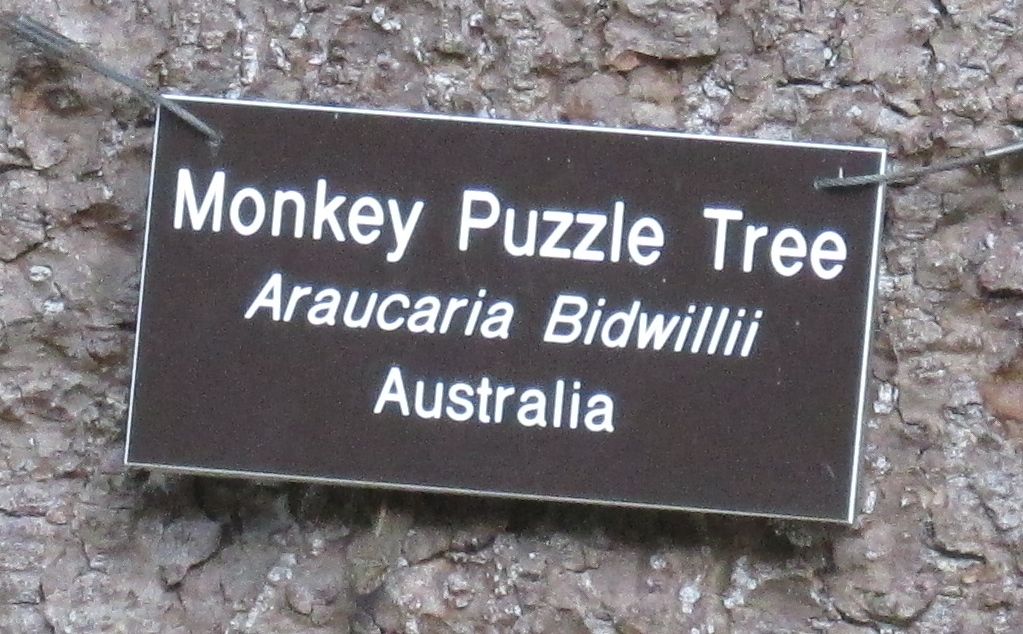 Monkey Puzzle Tree
Araucaria Bidwillii
Australia